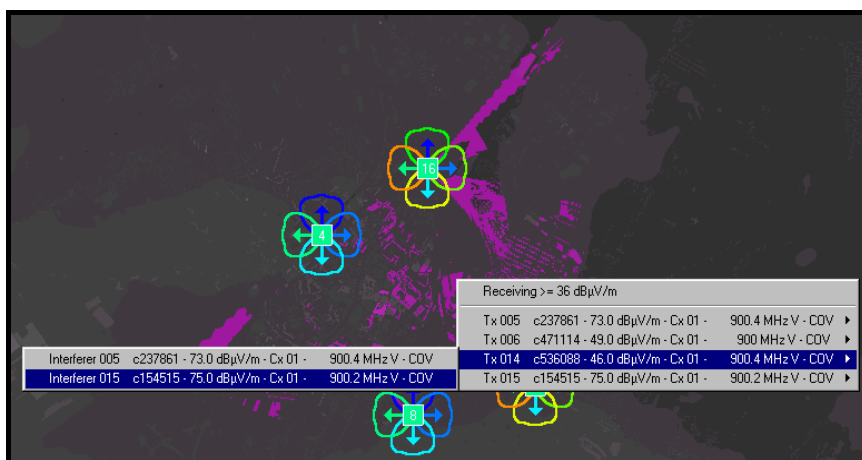 16
4
Receiving >= 36 dBµV/m
Tx 005 c237861 - 73.0 dBµV/m - Cx 01 - 900.4 MHz V - COV
Tx 006 c471114 - 49.0 dBµV/m - Cx 01 - 900 MHz V - COV
Tx 014 c536088 - 46.0 dBµV/m - Cx 01 - 900.4 MHz V - COV
Tx 015 c154515 - 75.0 dBµV/m - Cx 01 - 900.2 MHz V - COV
Interferer 005 c237861 - 73.0 dBµV/m - Cx 01 - 900.4 MHz V - COV
Interferer 015 c154515 - 75.0 dBµV/m - Cx 01 - 900.2 MHz V - COV
8